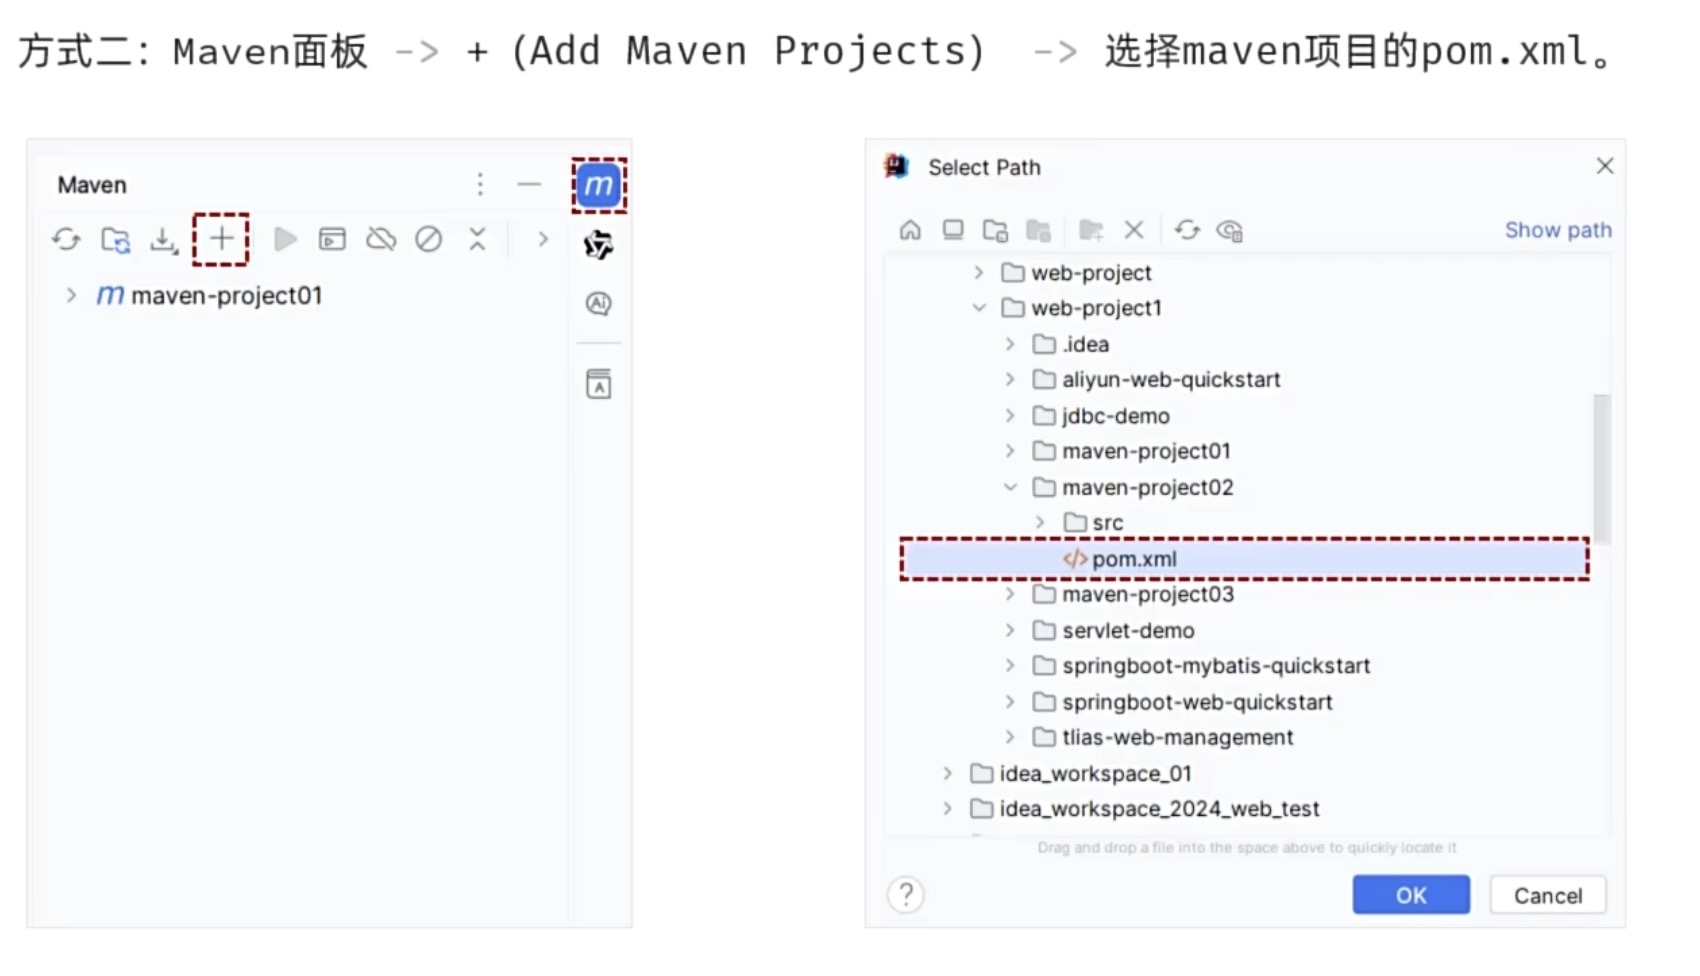 方式二：Maven面板 -> + (Add Maven Projects) -> 选择maven项目的pom.xml。
Maven
m
maven-project01
AI
A
Select Path
Show path
web-project
web-project1
.idea
aliyun-web-quickstart
jdbc-demo
maven-project01
maven-project02
src
</> pom.xml
maven-project03
servlet-demo
springboot-mybatis-quickstart
springboot-web-quickstart
tlias-web-management
idea_workspace_01
idea_workspace_2024_web_test
Drag and drop a file into the space above to quickly locate it
?
OK
Cancel